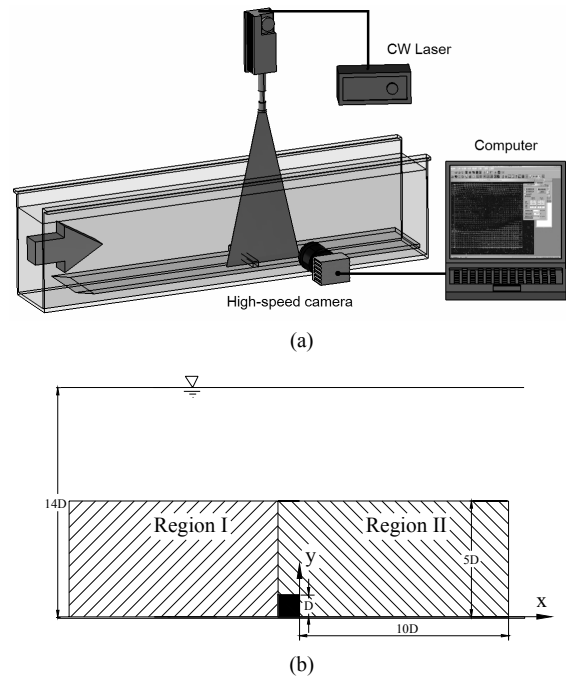 CW Laser
Computer
High-speed camera
(a)
14D
Region I
Region II
y
5D
D
x
10D
(b)